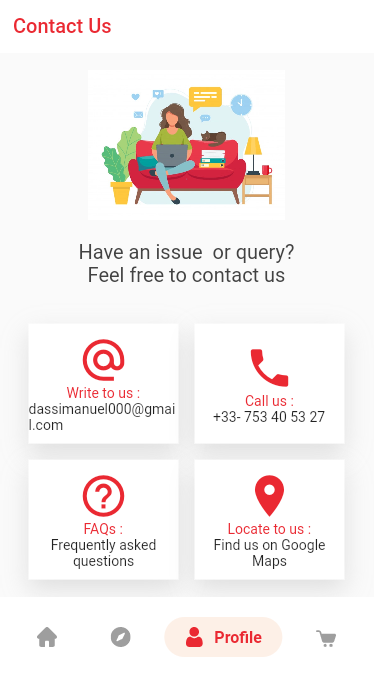 Contact Us
Have an issue  or query?
Feel free to contact us
Write to us :
dassimanuel000@gmai
l.com
Call us :
+33- 753 40 53 27
FAQs :
Frequently asked
questions
Locate to us :
Find us on Google
Maps
Profile